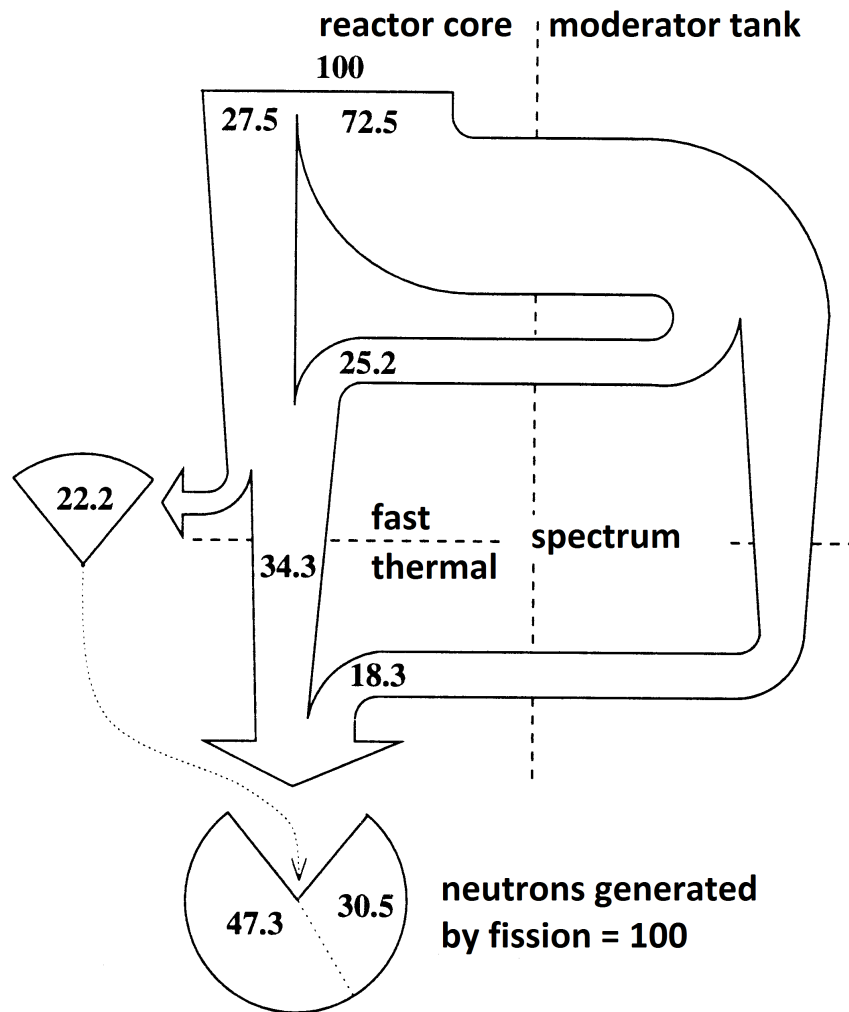 reactor core
moderator tank
100
27.5
72.5
25.2
22.2
fast
spectrum
34.3
thermal
18.3
47.3
30.5
neutrons generated
by fission = 100